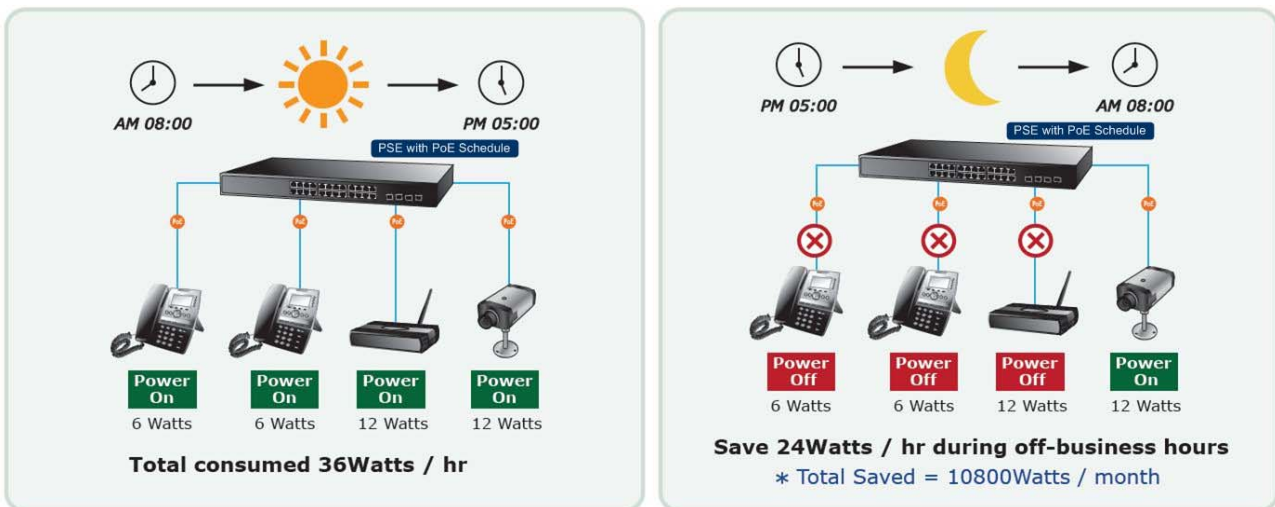 AM 08:00
PM 05:00
PSE with PoE Schedule
PoE
PoE
PoE
PoE
Power
On
6 Watts
Power
On
6 Watts
Power
On
12 Watts
Power
On
12 Watts
Total consumed 36Watts / hr
PM 05:00
AM 08:00
PSE with PoE Schedule
PoE
PoE
PoE
PoE
Power
Off
6 Watts
Power
Off
6 Watts
Power
Off
12 Watts
Power
On
12 Watts
Save 24Watts / hr during off-business hours
* Total Saved = 10800Watts / month